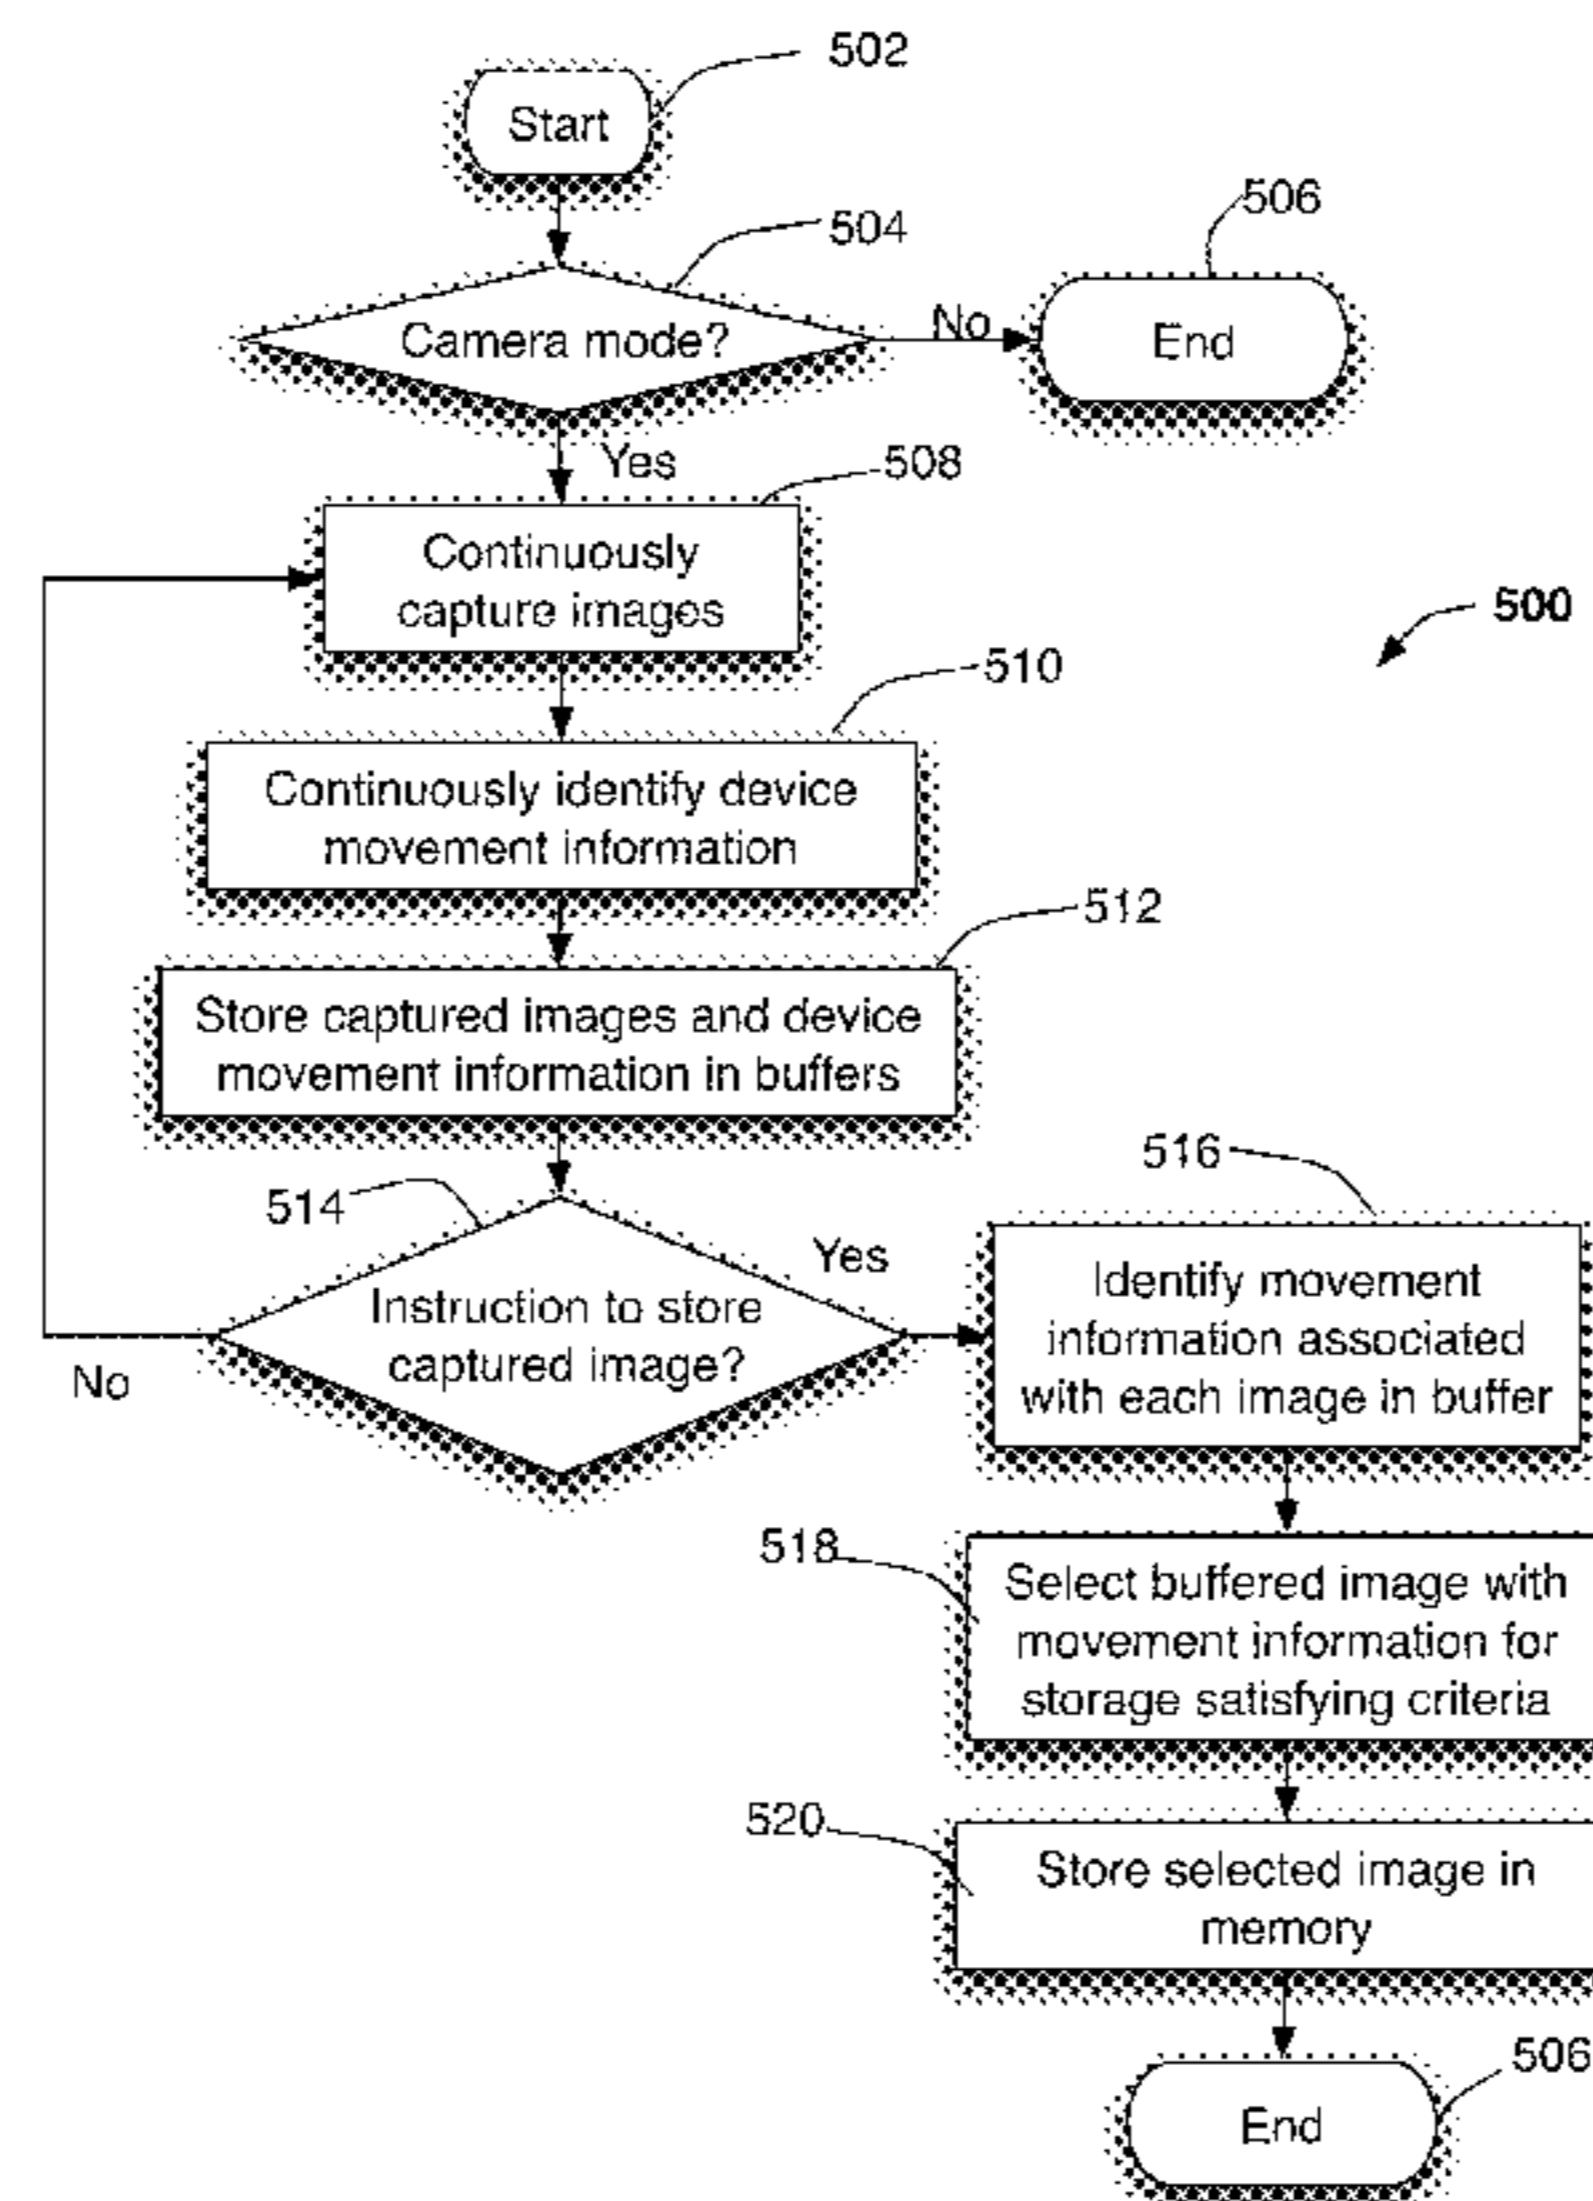 502
Start
504
506
Camera mode?
No
End
Yes
508
Continuously
capture images
500
510
Continuously identify device
movement information
512
Store captured images and device
movement information in buffers
514
516
Yes
Instruction to store
captured image?
No
Identify movement
information associated
with each image in buffer
518
Select buffered image with
movement information for
storage satisfying criteria
520
Store selected image in
memory
506
End